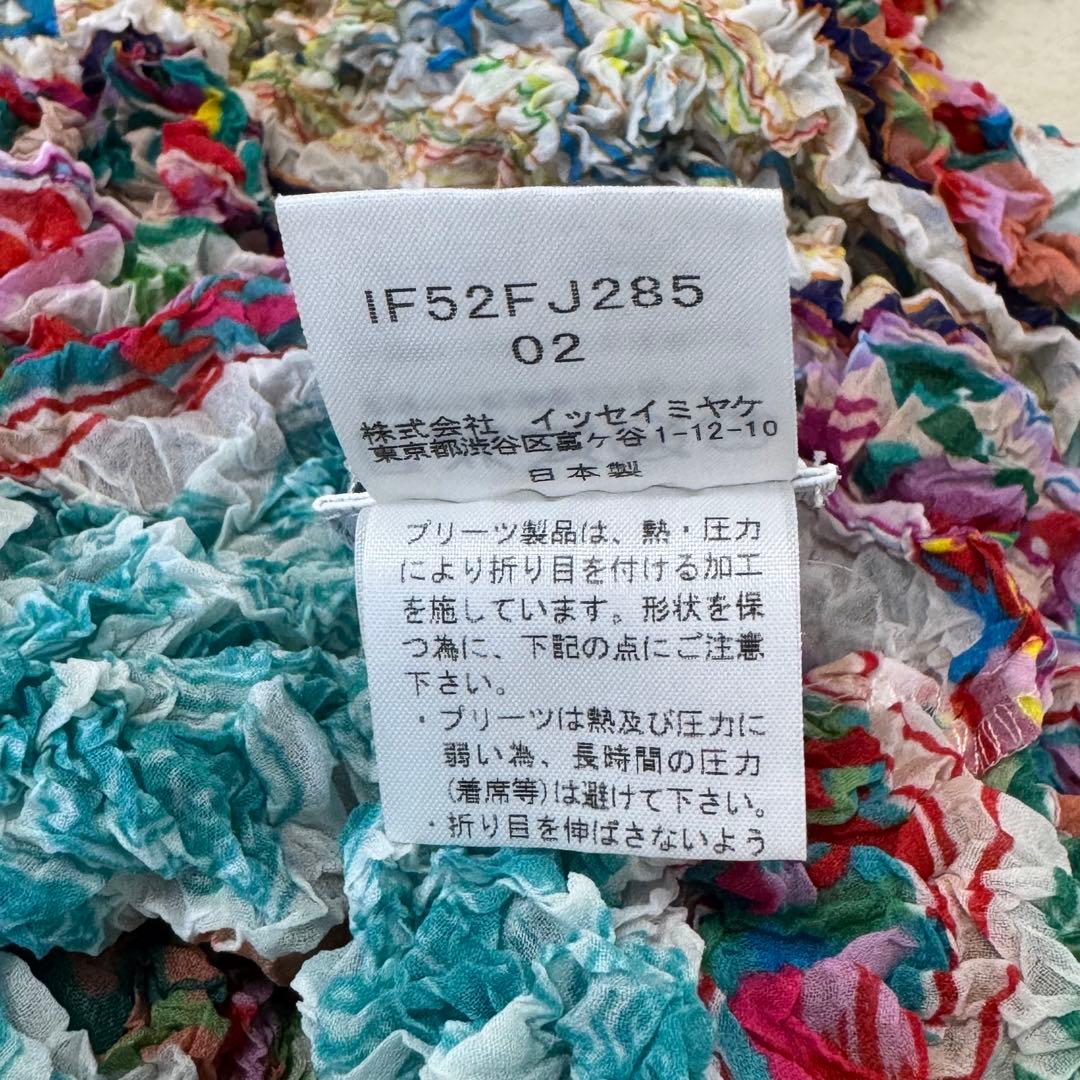 IF52FJ285
02
株式会社 イッセイミヤケ
東京都渋谷区富ヶ谷1-12-10
日本製
プリーツ製品は、熱・圧力
により折り目を付ける加工
を施しています。形状を保
つ為に、下記の点にご注意
下さい。
・プリーツは熱及び圧力に
弱い為、長時間の圧力
(着席等)は避けて下さい。
・折り目を伸ばさないよう